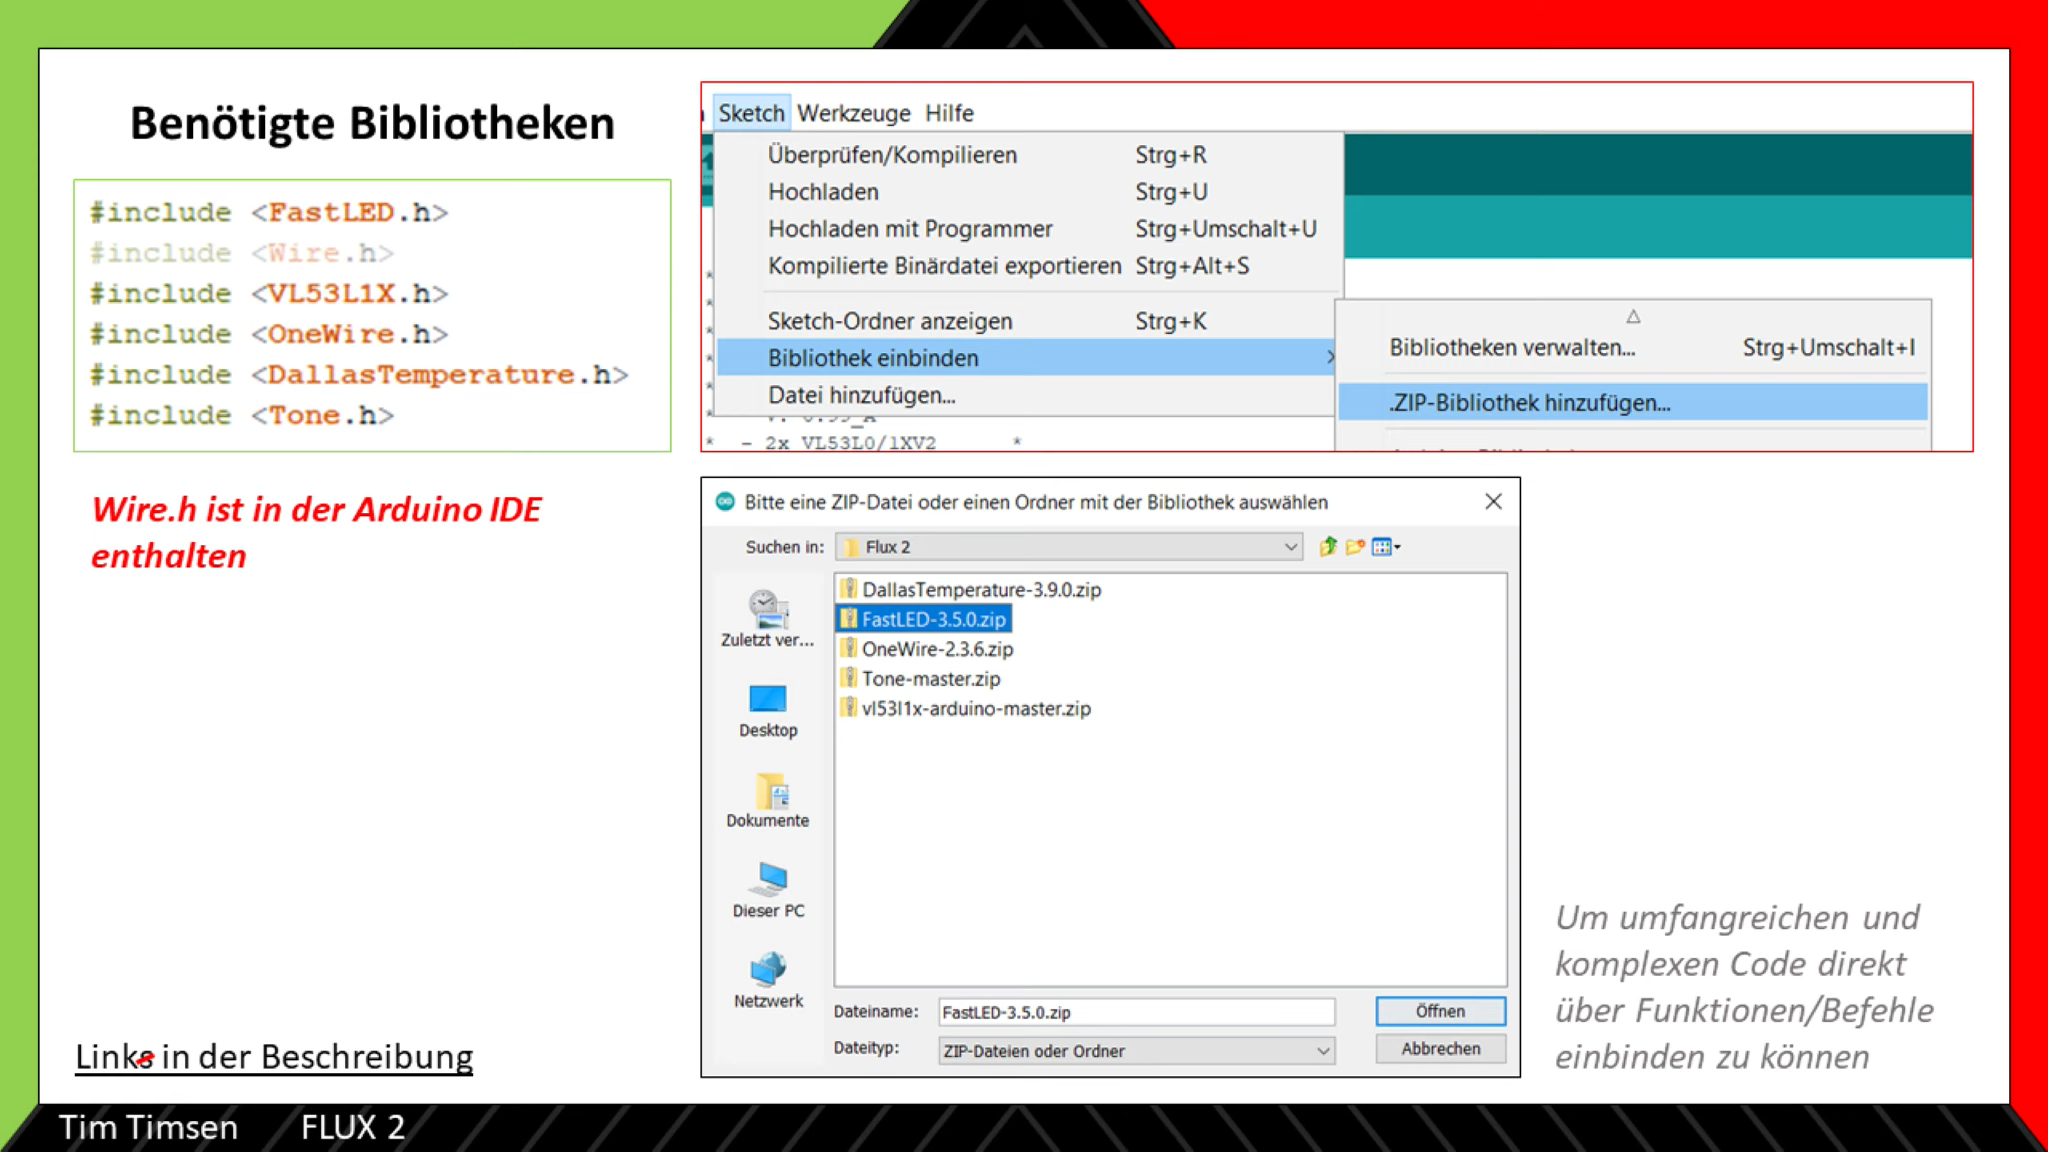 Benötigte Bibliotheken
#include <FastLED.h>
#include <Wire.h>
#include <VL53L1X.h>
#include <OneWire.h>
#include <DallasTemperature.h>
#include <Tone.h>
Wire.h ist in der Arduino IDE
enthalten
Links in der Beschreibung
Sketch Werkzeuge Hilfe
Überprüfen/Kompilieren Strg+R
Hochladen Strg+U
Hochladen mit Programmer Strg+Umschalt+U
Kompilierte Binärdatei exportieren Strg+Alt+S
Sketch-Ordner anzeigen Strg+K
Bibliothek einbinden
Datei hinzufügen...
* - 2x VL53L0/1XV2 *
Bibliotheken verwalten... Strg+Umschalt+I
.ZIP-Bibliothek hinzufügen...
Bitte eine ZIP-Datei oder einen Ordner mit der Bibliothek auswählen
Suchen in: Flux 2
Zuletzt ver...
Desktop
Dokumente
Dieser PC
Netzwerk
DallasTemperature-3.9.0.zip
FastLED-3.5.0.zip
OneWire-2.3.6.zip
Tone-master.zip
vl53l1x-arduino-master.zip
Dateiname: FastLED-3.5.0.zip Öffnen
Dateityp: ZIP-Dateien oder Ordner Abbrechen
Um umfangreichen und
komplexen Code direkt
über Funktionen/Befehle
einbinden zu können
Tim Timsen FLUX 2